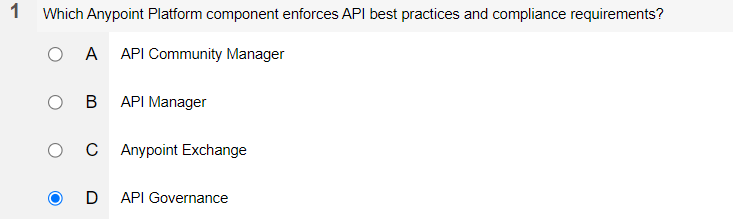 1 Which Anypoint Platform component enforces API best practices and compliance requirements?
A API Community Manager
B API Manager
C Anypoint Exchange
D API Governance